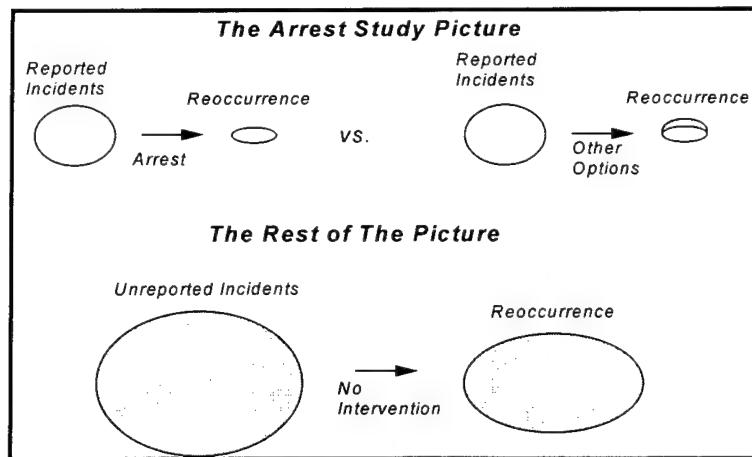 The Arrest Study Picture
Reported
Incidents
Reoccurrence
Arrest
vs.
Reported
Incidents
Reoccurrence
Other
Options
The Rest of The Picture
Unreported Incidents
Reoccurrence
No
Intervention